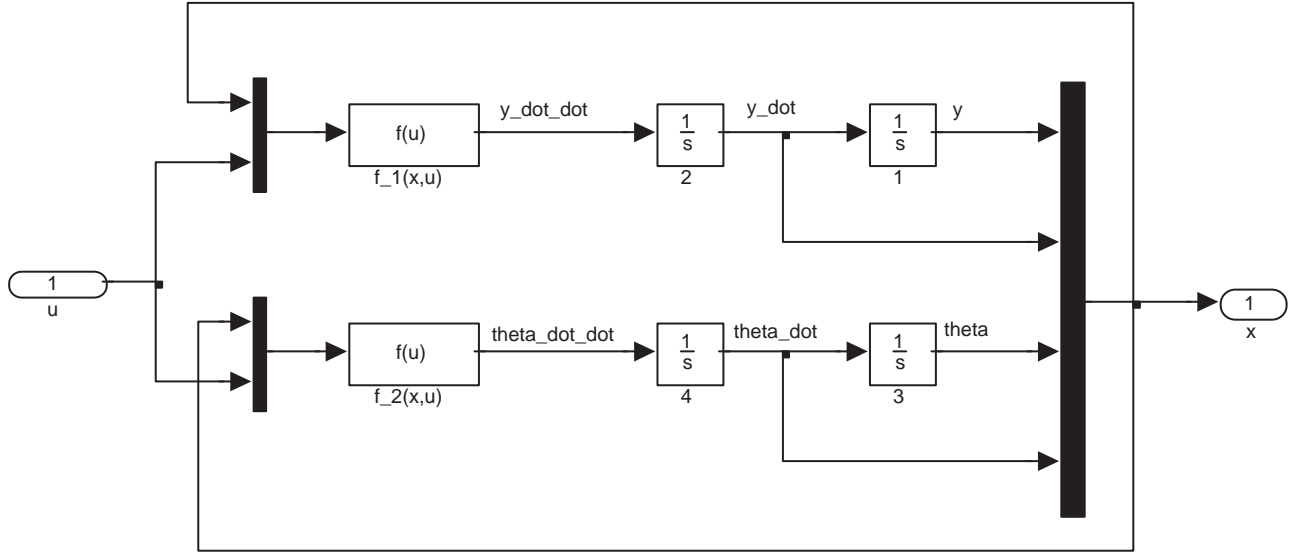 y_dot_dot
y_dot
y
f(u)
1
s
1
s
f_1(x,u)
2
1
1
u
1
x
theta_dot_dot
theta_dot
theta
f(u)
1
s
1
s
f_2(x,u)
4
3